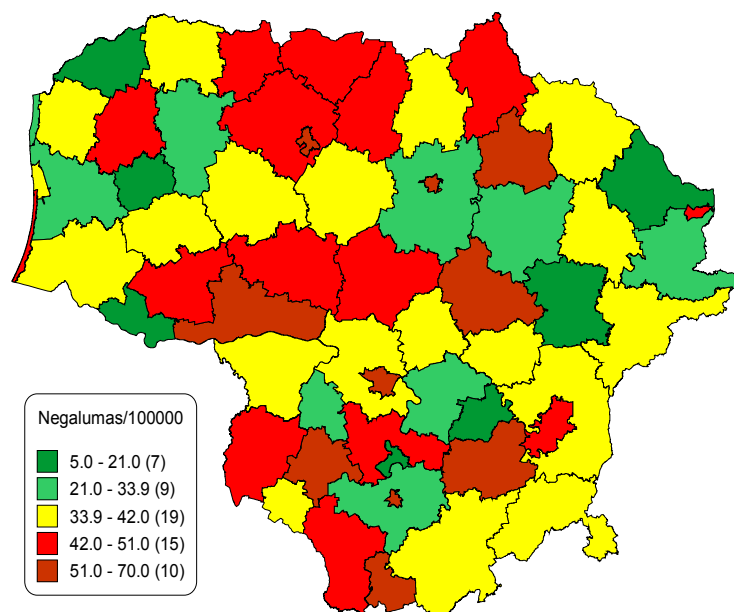 Negalumas/100000
5.0 - 21.0 (7)
21.0 - 33.9 (9)
33.9 - 42.0 (19)
42.0 - 51.0 (15)
51.0 - 70.0 (10)